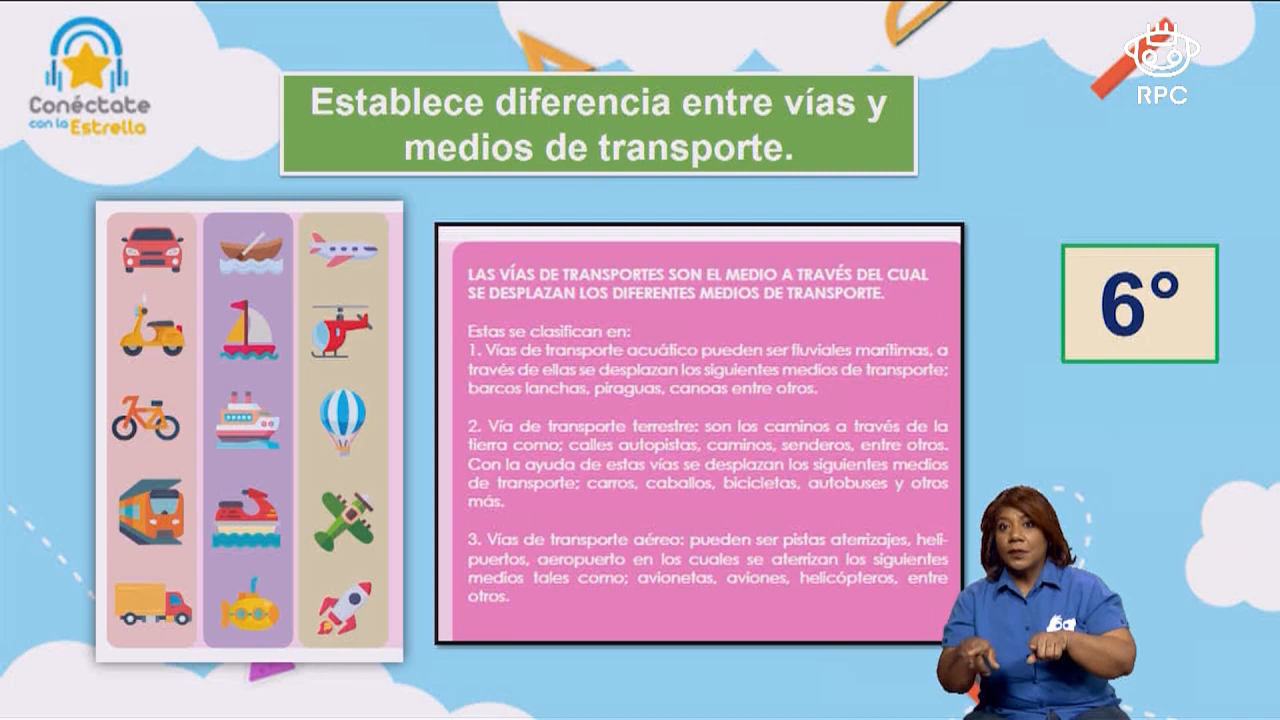 Conéctate
con la Estrella
RPC
Establece diferencia entre vías y
medios de transporte.
LAS VÍAS DE TRANSPORTES SON EL MEDIO A TRAVÉS DEL CUAL
SE DESPLAZAN LOS DIFERENTES MEDIOS DE TRANSPORTE.
Estas se clasifican en:
1. Vías de transporte acuático pueden ser fluviales marítimas, a
través de ellas se desplazan los siguientes medios de transporte;
barcos lanchas, piraguas, canoas entre otros.
2. Vía de transporte terrestre: son los caminos a través de la
tierra como; calles autopistas, caminos, senderos, entre otros.
Con la ayuda de estas vías se desplazan los siguientes medios
de transporte; carros, caballos, bicicletas, autobuses y otros
más.
3. Vías de transporte aéreo: pueden ser pistas aterrizajes, heli-
puertos, aeropuerto en los cuales se aterrizan los siguientes
medios tales como; avionetas, aviones, helicópteros, entre
otros.
6°